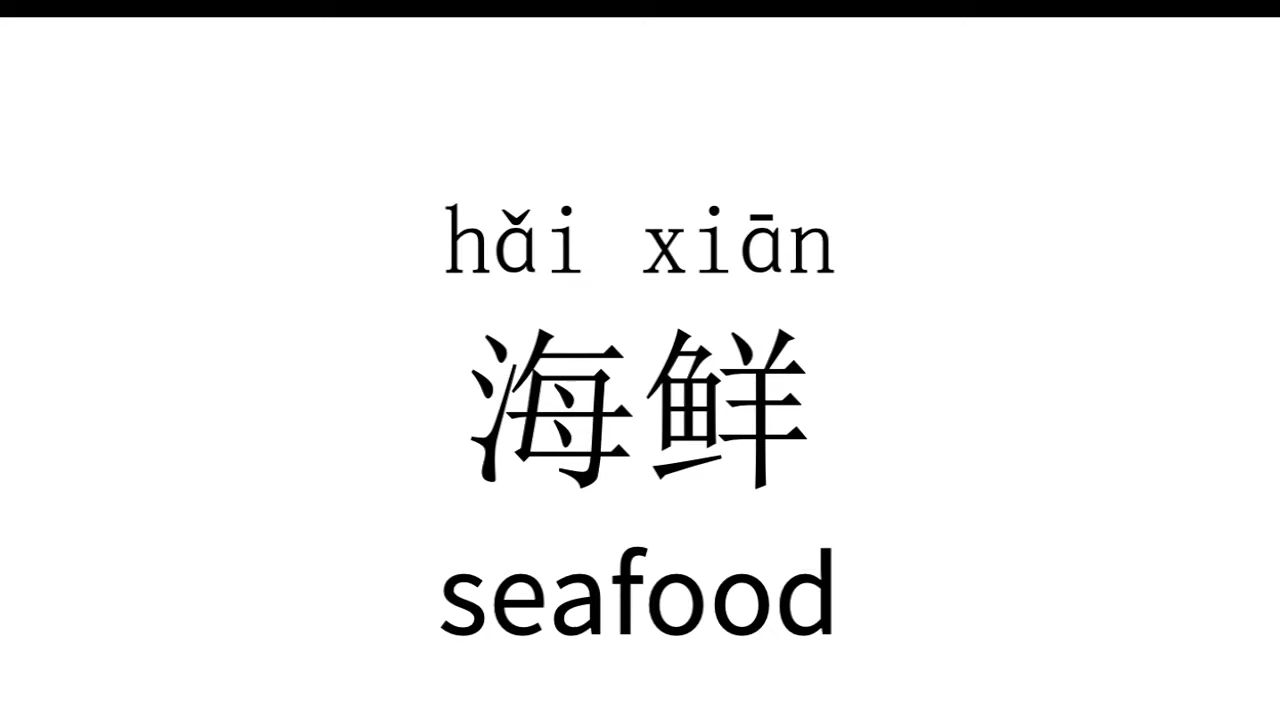 hǎi xiān
海鲜
seafood